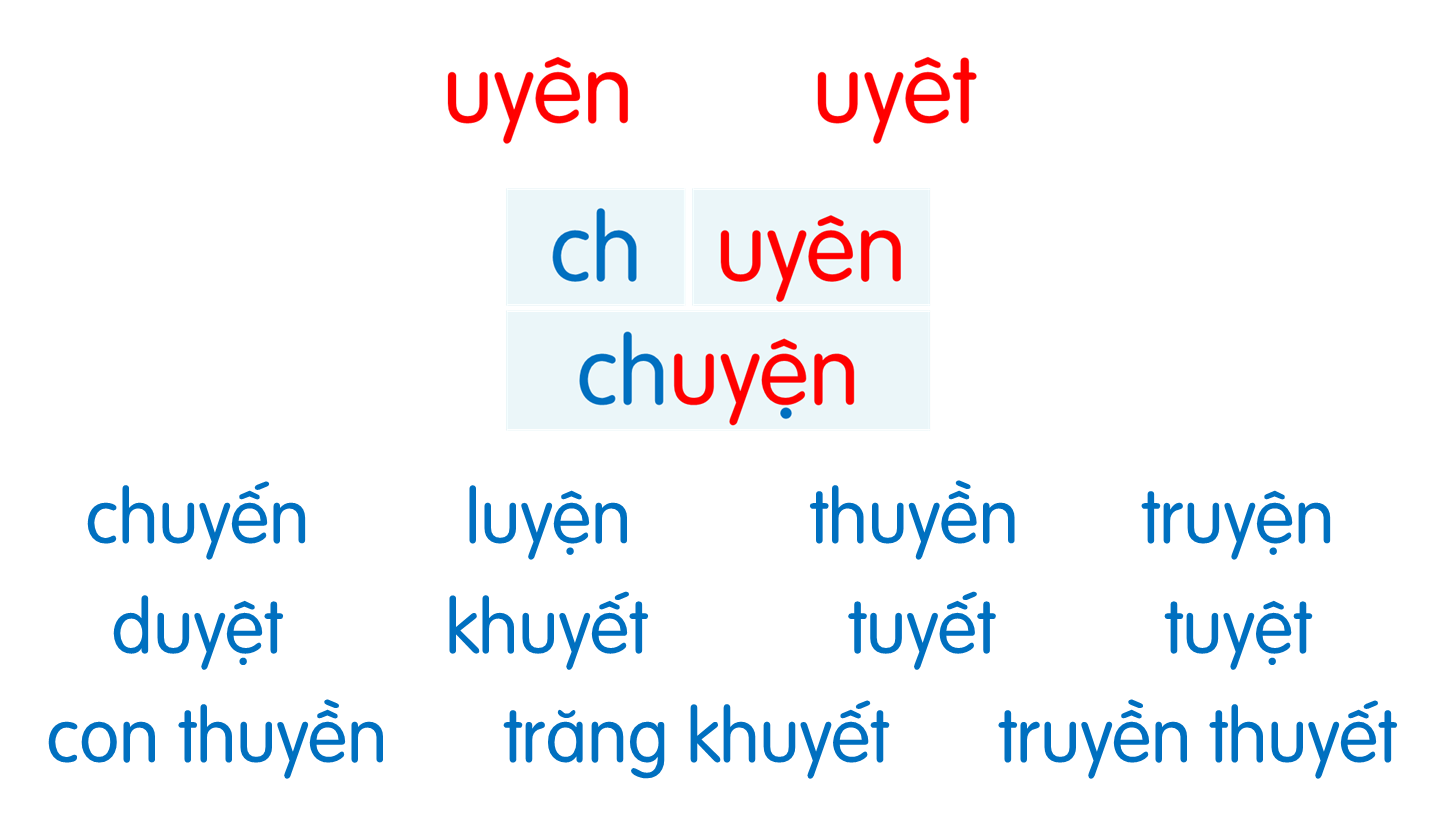 uyên uyêt
ch uyên
chuyện
chuyến luyện thuyền truyện
duyệt khuyết tuyết tuyệt
con thuyền trăng khuyết truyền thuyết